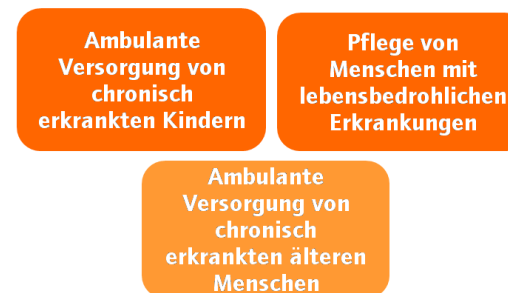 Ambulante
Versorgung von
chronisch
erkrankten Kindern
Pflege von
Menschen mit
lebensbedrohlichen
Erkrankungen
Ambulante
Versorgung von
chronisch
erkrankten älteren
Menschen